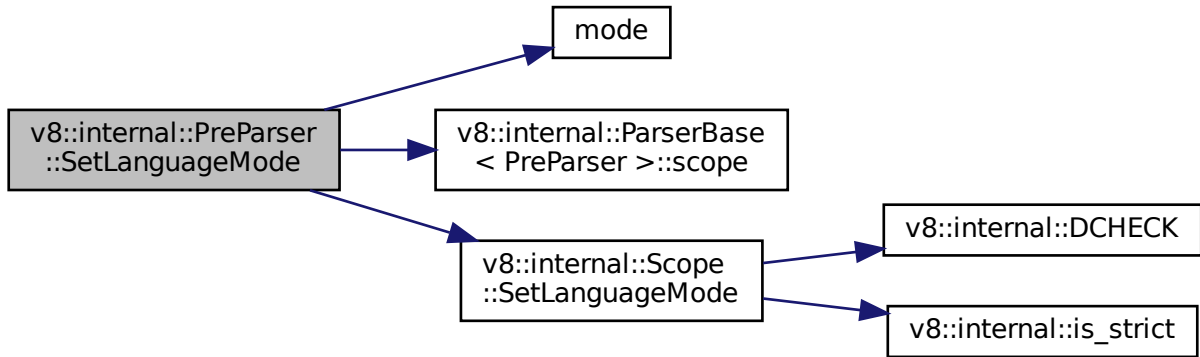 mode
v8::internal::PreParser
::SetLanguageMode
v8::internal::ParserBase
< PreParser >::scope
v8::internal::Scope
::SetLanguageMode
v8::internal::DCHECK
v8::internal::is_strict